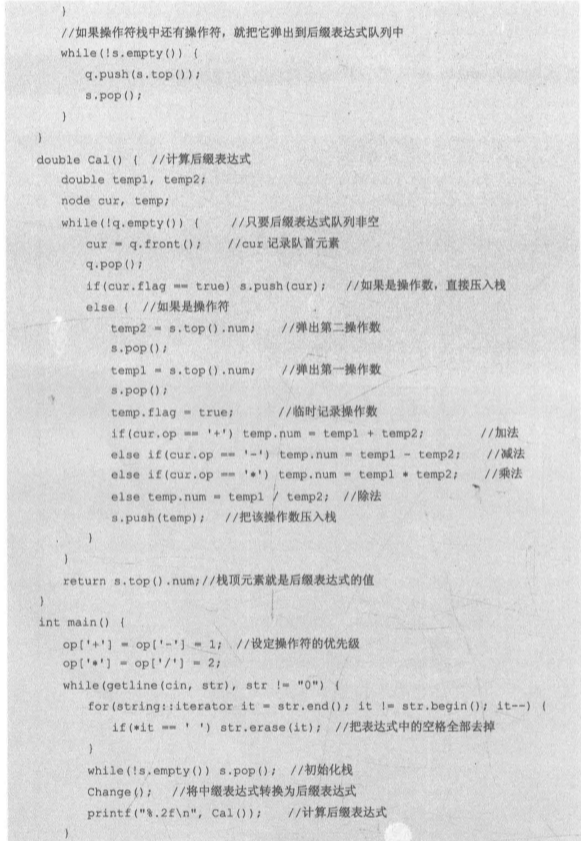 }
//如果操作符栈中还有操作符，就把它弹出到后缀表达式队列中
while(!s.empty()) {
q.push(s.top());
s.pop();
}
}
double Cal() { //计算后缀表达式
double temp1, temp2;
node cur, temp;
while(!q.empty()) { //只要后缀表达式队列非空
cur = q.front(); //cur 记录队首元素
q.pop();
if(cur.flag == true) s.push(cur); //如果是操作数，直接压入栈
else { //如果是操作符
temp2 = s.top().num; //弹出第二操作数
s.pop();
temp1 = s.top().num; //弹出第一操作数
s.pop();
temp.flag = true; //临时记录操作数
if(cur.op == '+') temp.num = temp1 + temp2; //加法
else if(cur.op == '-') temp.num = temp1 - temp2; //减法
else if(cur.op == '*') temp.num = temp1 * temp2; //乘法
else temp.num = temp1 / temp2; //除法
s.push(temp); //把该操作数压入栈
}
}
return s.top().num;//栈顶元素就是后缀表达式的值
}
int main() {
op['+'] = op['-'] = 1; //设定操作符的优先级
op['*'] = op['/'] = 2;
while(getline(cin, str), str != "0") {
for(string::iterator it = str.end(); it != str.begin(); it--) {
if(*it == ' ') str.erase(it); //把表达式中的空格全部去掉
}
while(!s.empty()) s.pop(); //初始化栈
Change(); //将中缀表达式转换为后缀表达式
printf("%.2f\n", Cal()); //计算后缀表达式
}